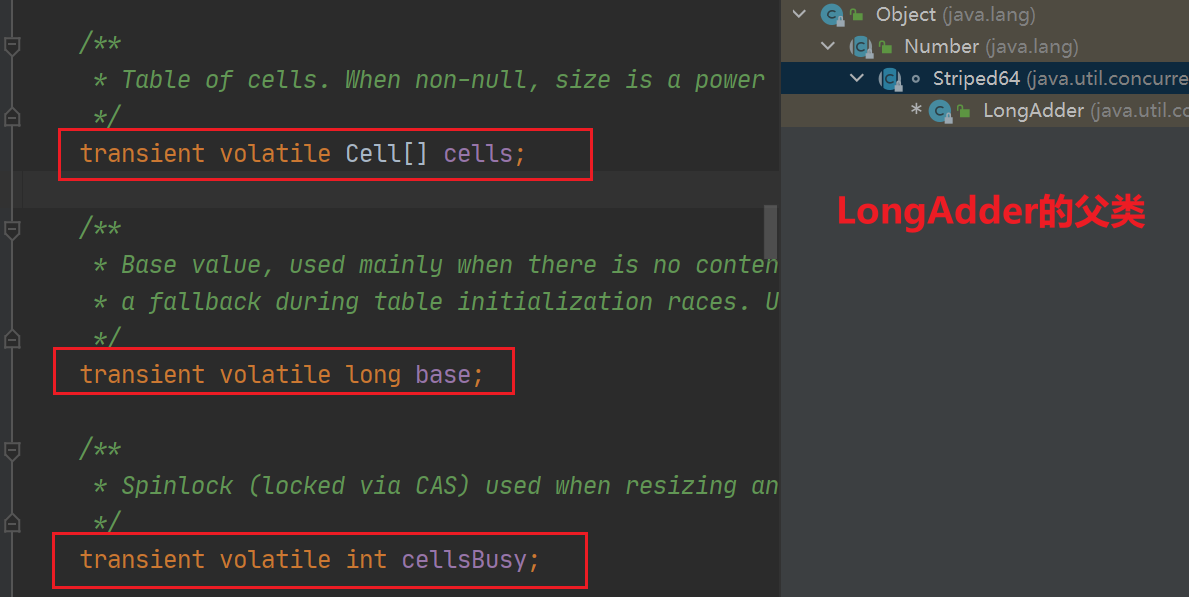 /**
* Table of cells. When non-null, size is a power
*/
transient volatile Cell[] cells;
/**
* Base value, used mainly when there is no conten
* a fallback during table initialization races. U
*/
transient volatile long base;
/**
* Spinlock (locked via CAS) used when resizing an
*/
transient volatile int cellsBusy;
Object (java.lang)
Number (java.lang)
Striped64 (java.util.concurre
* LongAdder (java.util.co
LongAdder的父类